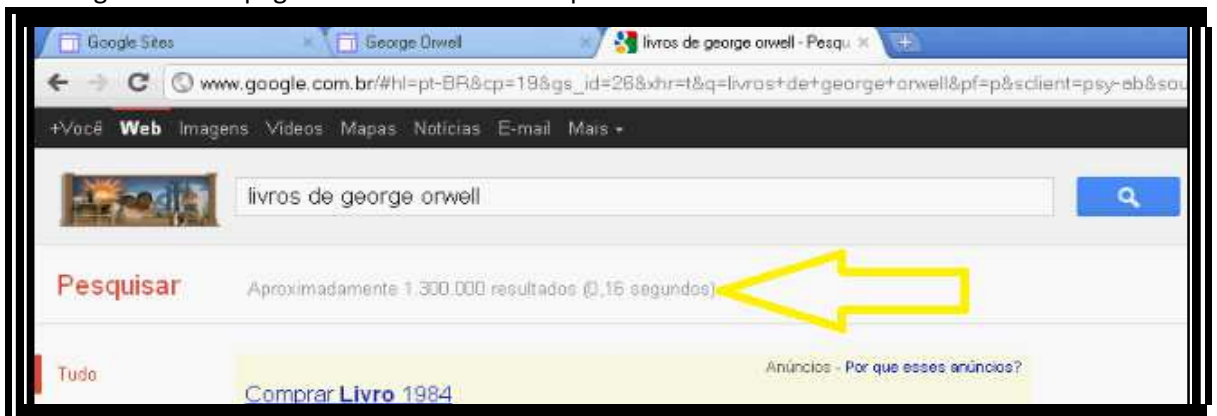 Google Sites George Orwell livros de george orwell - Pesqu
www.google.com.br/#hl=pt-BR&cp=19&gs_id=26&xhr=t&q=livros+de+george+orwell&pf=p&sclient=psy-ab&sou
+Você Web Imagens Vídeos Mapas Notícias E-mail Mais
livros de george orwell
Pesquisar Aproximadamente 1.300.000 resultados (0,16 segundos)
Anúncios - Por que esses anúncios?
Tudo
Comprar Livro 1984